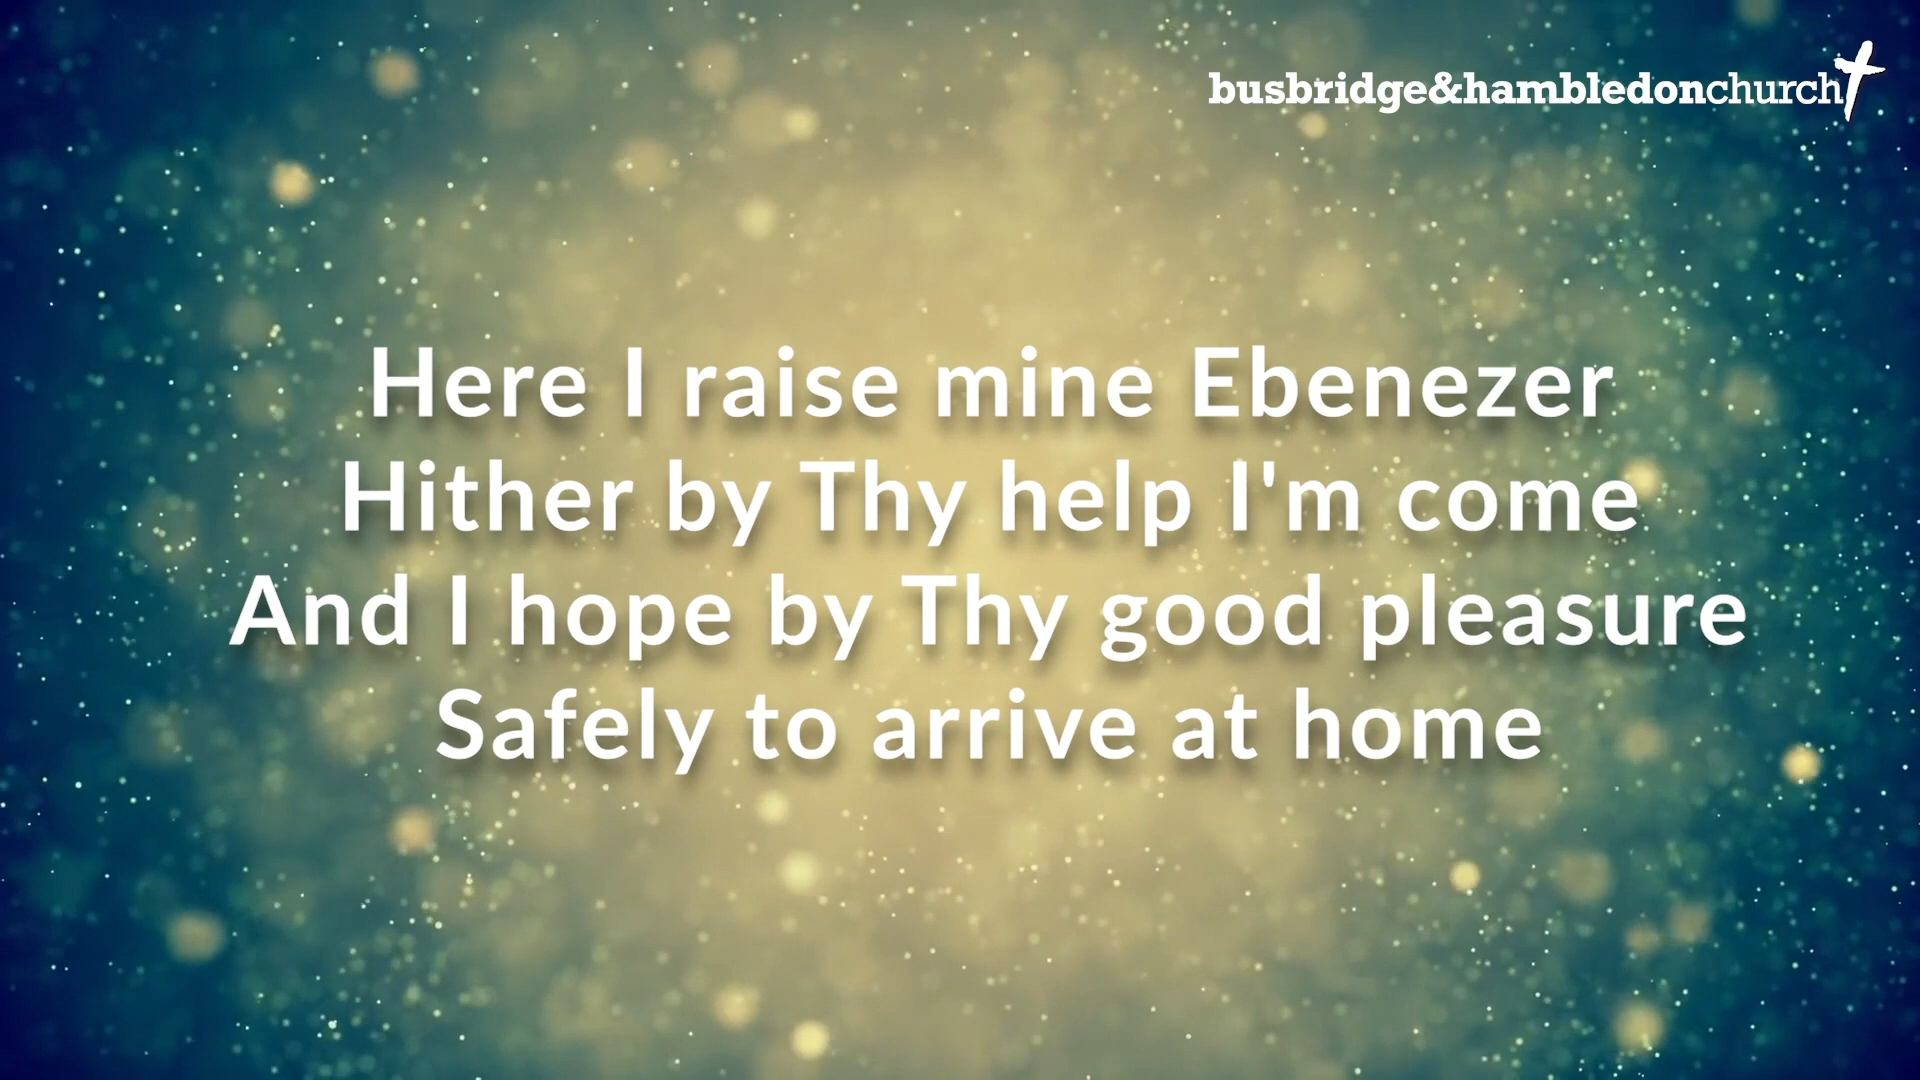 busbridge&hambledonchurch
Here I raise mine Ebenezer
Hither by Thy help I'm come
And I hope by Thy good pleasure
Safely to arrive at home